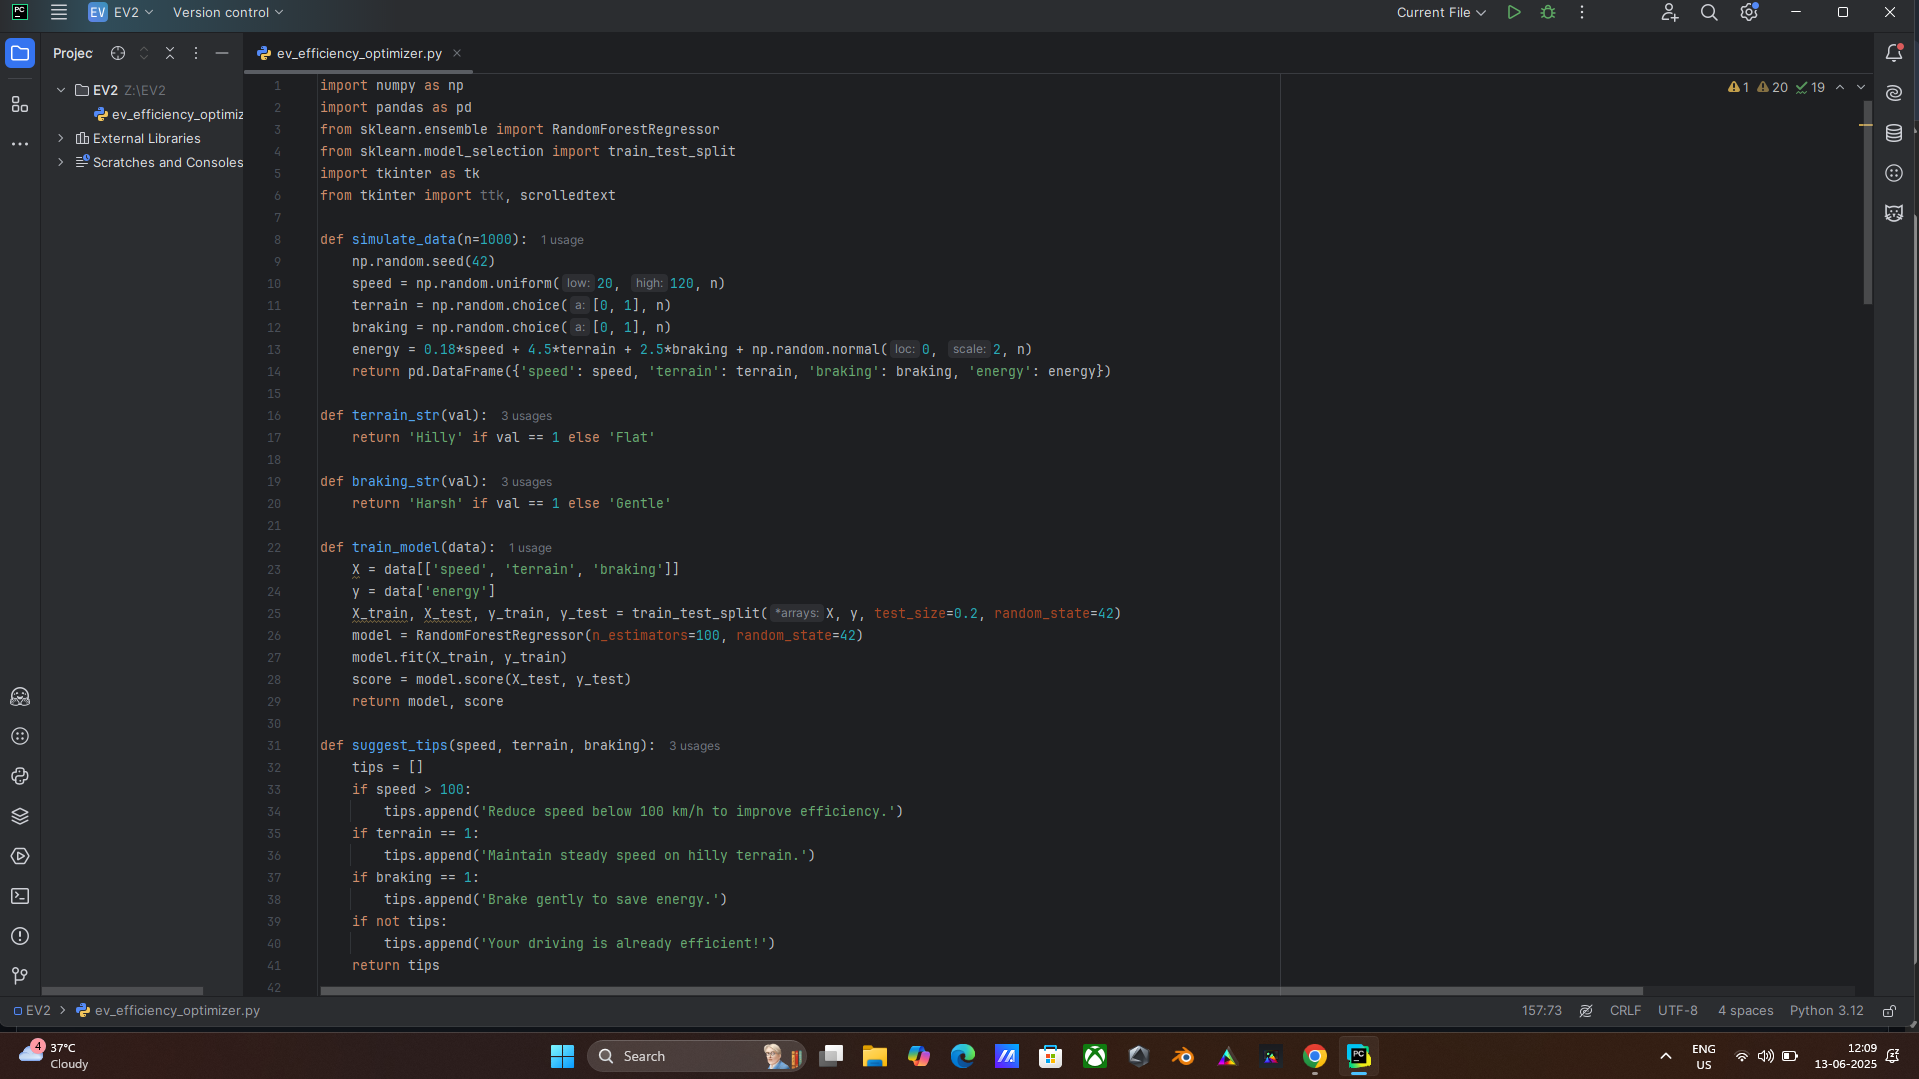 PC
EV EV2
Version control
Current File
Projec
ev_efficiency_optimizer.py
EV2 Z:\EV2
ev_efficiency_optimiz
External Libraries
Scratches and Consoles
1 20 19
1 import numpy as np
2 import pandas as pd
3 from sklearn.ensemble import RandomForestRegressor
4 from sklearn.model_selection import train_test_split
5 import tkinter as tk
6 from tkinter import ttk, scrolledtext
7
8 def simulate_data(n=1000): 1 usage
9 np.random.seed(42)
10 speed = np.random.uniform( low: 20, high: 120, n)
11 terrain = np.random.choice( a: [0, 1], n)
12 braking = np.random.choice( a: [0, 1], n)
13 energy = 0.18*speed + 4.5*terrain + 2.5*braking + np.random.normal( loc: 0, scale: 2, n)
14 return pd.DataFrame({'speed': speed, 'terrain': terrain, 'braking': braking, 'energy': energy})
15
16 def terrain_str(val): 3 usages
17 return 'Hilly' if val == 1 else 'Flat'
18
19 def braking_str(val): 3 usages
20 return 'Harsh' if val == 1 else 'Gentle'
21
22 def train_model(data): 1 usage
23 X = data[['speed', 'terrain', 'braking']]
24 y = data['energy']
25 X_train, X_test, y_train, y_test = train_test_split( *arrays: X, y, test_size=0.2, random_state=42)
26 model = RandomForestRegressor(n_estimators=100, random_state=42)
27 model.fit(X_train, y_train)
28 score = model.score(X_test, y_test)
29 return model, score
30
31 def suggest_tips(speed, terrain, braking): 3 usages
32 tips = []
33 if speed > 100:
34 tips.append('Reduce speed below 100 km/h to improve efficiency.')
35 if terrain == 1:
36 tips.append('Maintain steady speed on hilly terrain.')
37 if braking == 1:
38 tips.append('Brake gently to save energy.')
39 if not tips:
40 tips.append('Your driving is already efficient!')
41 return tips
42
EV2 > ev_efficiency_optimizer.py
157:73 CRLF UTF-8 4 spaces Python 3.12
4
37°C
Cloudy
Search
PC
ENG
US
12:09
13-06-2025